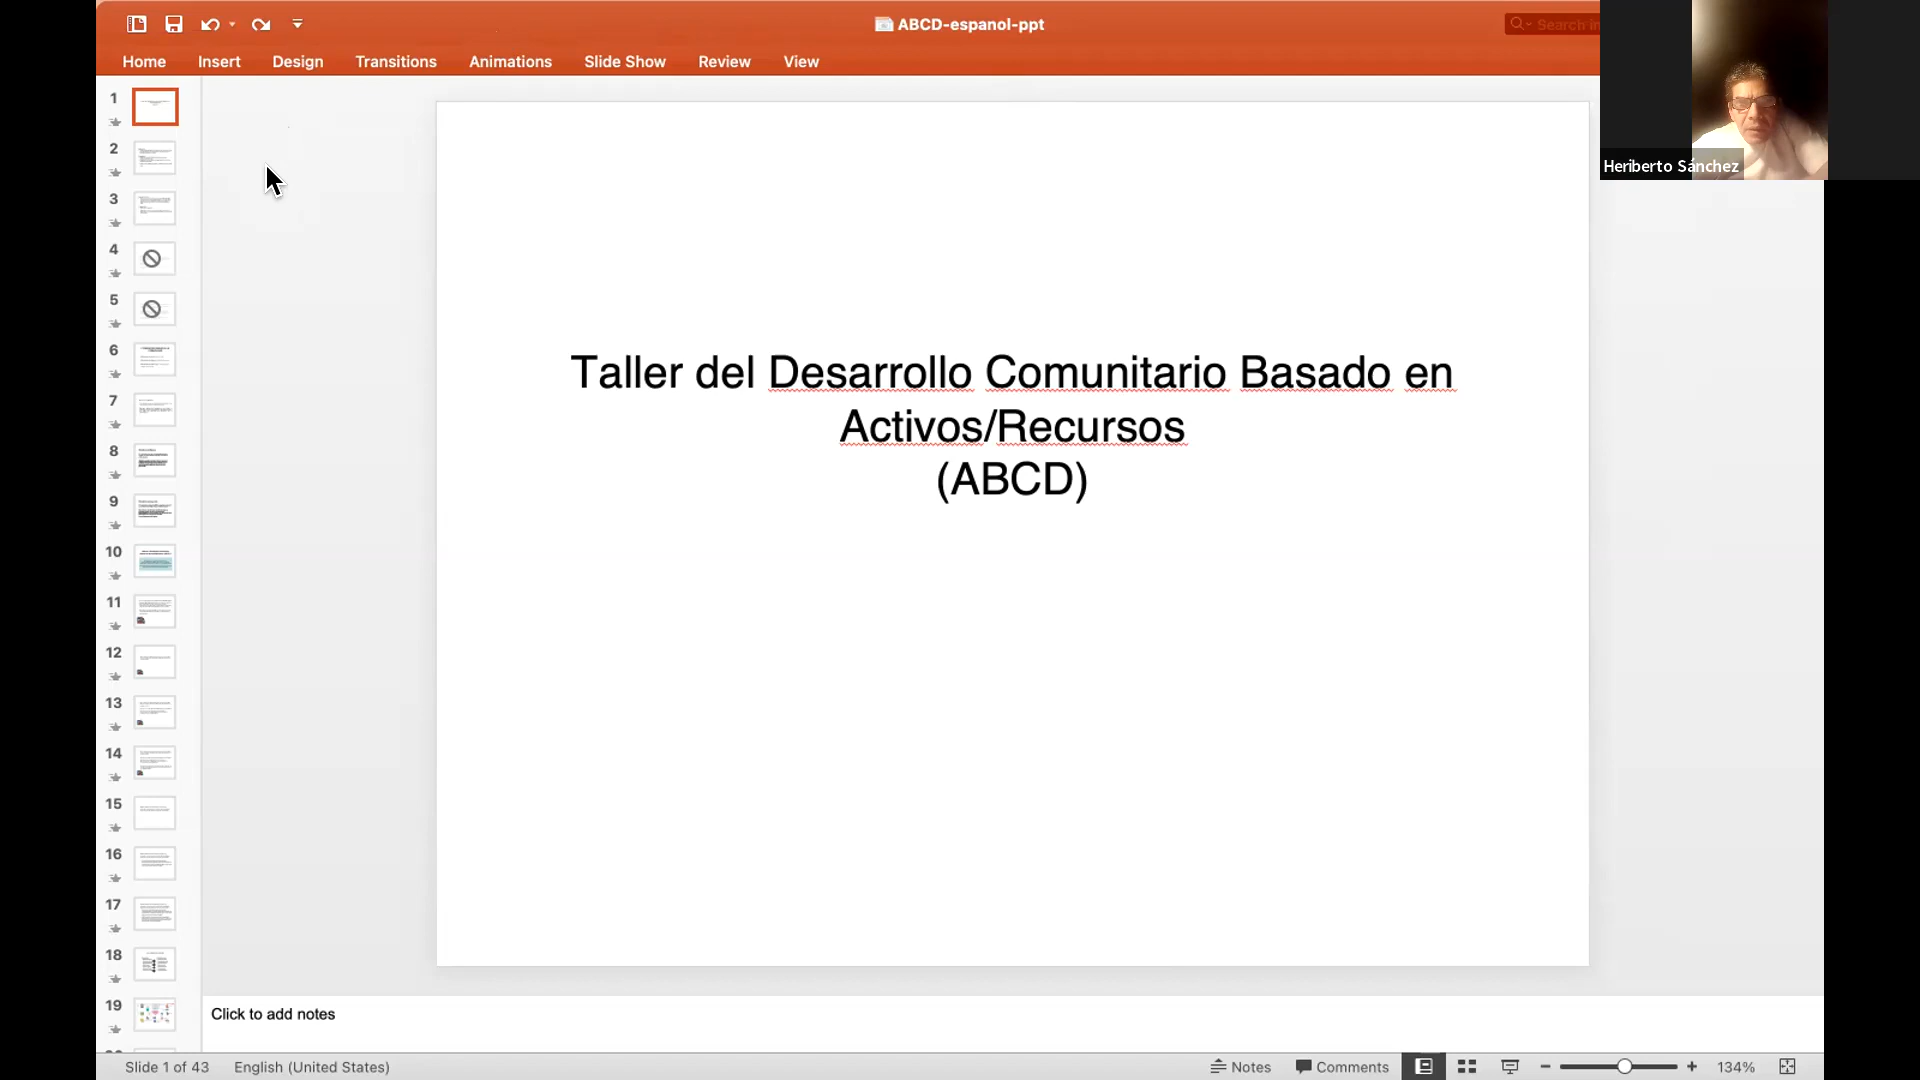 ABCD-espanol-ppt
Search in
Home Insert Design Transitions Animations Slide Show Review View
Heriberto Sánchez
1
2
3
4
5
6
7
8
9
10
11
12
13
14
15
16
17
18
19
Taller del Desarrollo Comunitario Basado en
Activos/Recursos
(ABCD)
Click to add notes
Slide 1 of 43 English (United States) Notes Comments 134%